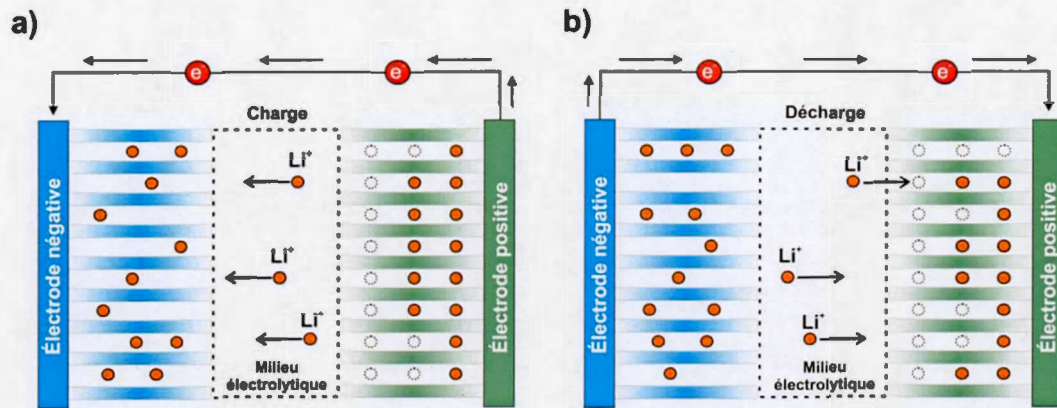 a)
e
e
Charge
Li+
Li+
Li+
Milieu
électrolytique
Électrode négative
Électrode positive
b)
e
e
Décharge
Li+
Li+
Li+
Milieu
électrolytique
Électrode négative
Électrode positive